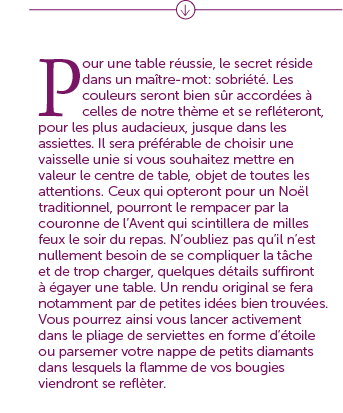 Pour une table réussie, le secret réside
dans un maître-mot: sobriété. Les
couleurs seront bien sûr accordées à
celles de notre thème et se reflèteront,
pour les plus audacieux, jusque dans les
assiettes. Il sera préférable de choisir une
vaisselle unie si vous souhaitez mettre en
valeur le centre de table, objet de toutes les
attentions. Ceux qui opteront pour un Noël
traditionnel, pourront le rempacer par la
couronne de l'Avent qui scintillera de milles
feux le soir du repas. N'oubliez pas qu'il n'est
nullement besoin de se compliquer la tâche
et de trop charger, quelques détails suffiront
à égayer une table. Un rendu original se fera
notamment par de petites idées bien trouvées.
Vous pourrez ainsi vous lancer activement
dans le pliage de serviettes en forme d'étoile
ou parsemer votre nappe de petits diamants
dans lesquels la flamme de vos bougies
viendront se reflèter.